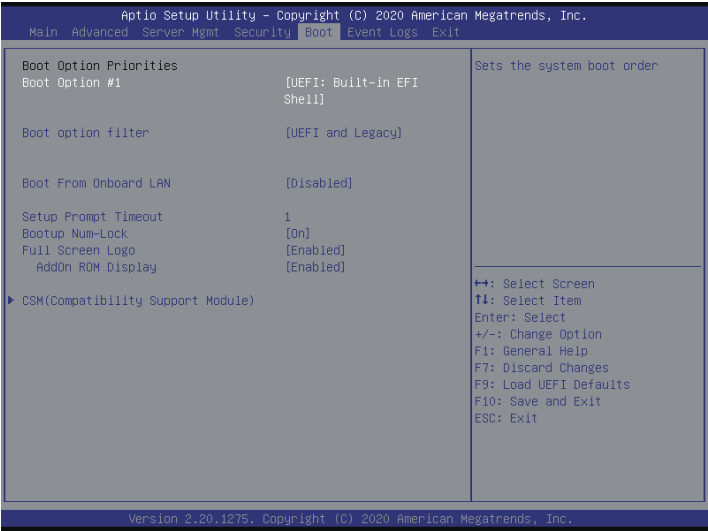 Aptio Setup Utility – Copyright (C) 2020 American Megatrends, Inc.
Main Advanced Server Mgmt Security Boot Event Logs Exit
Boot Option Priorities
Boot Option #1 [UEFI: Built-in EFI
Shell]
Boot option filter [UEFI and Legacy]
Boot From Onboard LAN [Disabled]
Setup Prompt Timeout 1
Bootup Num-Lock [On]
Full Screen Logo [Enabled]
AddOn ROM Display [Enabled]
CSM(Compatibility Support Module)
Sets the system boot order
↔: Select Screen
↑↓: Select Item
Enter: Select
+/-: Change Option
F1: General Help
F7: Discard Changes
F9: Load UEFI Defaults
F10: Save and Exit
ESC: Exit
Version 2.20.1275. Copyright (C) 2020 American Megatrends, Inc.